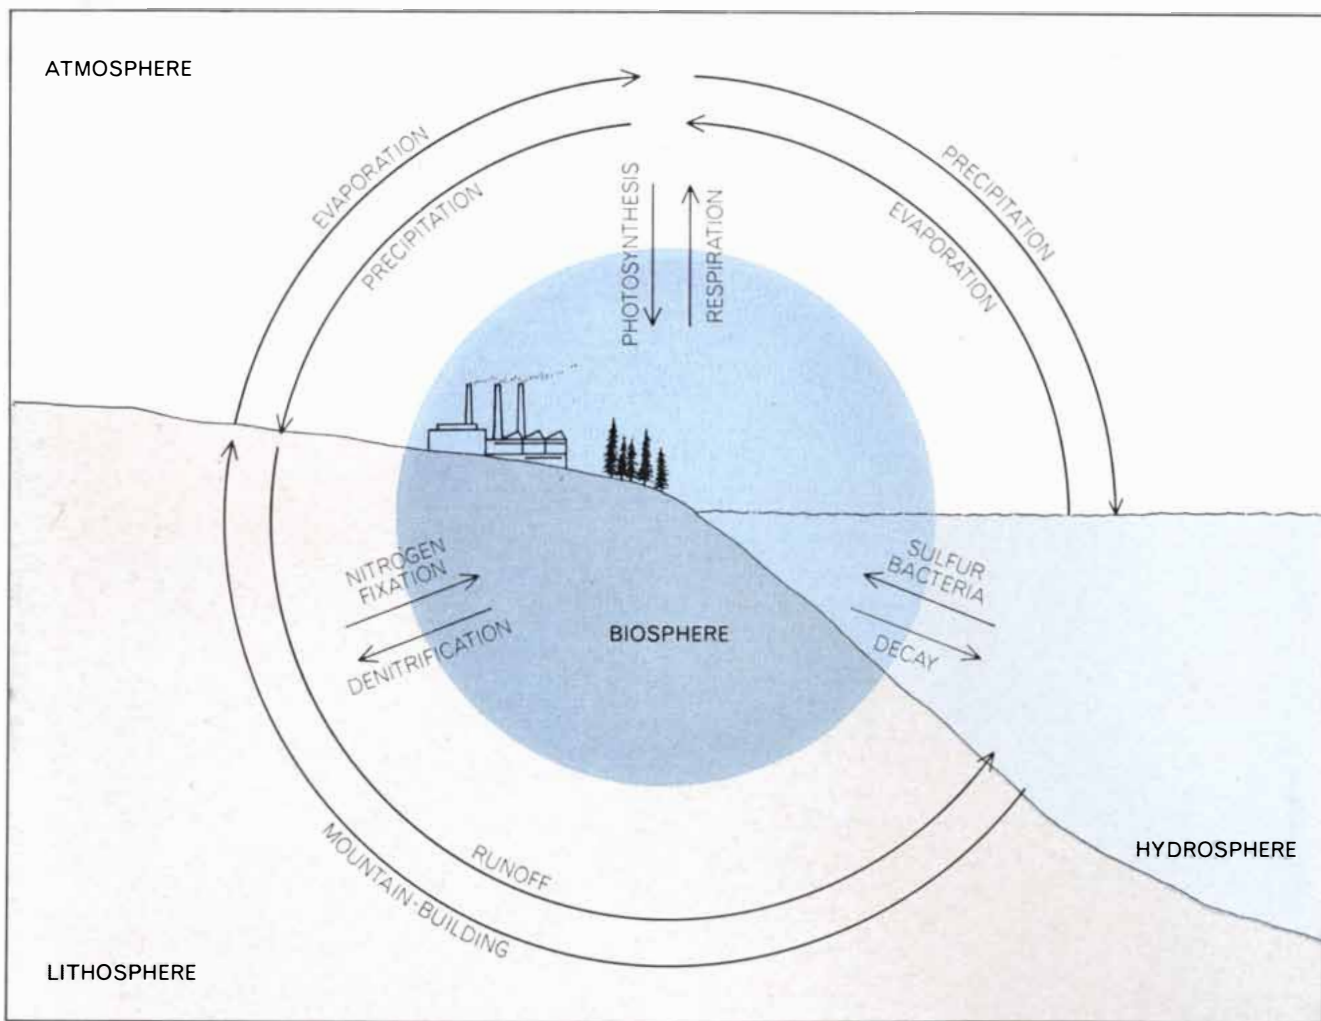 ATMOSPHERE
EVAPORATION
PRECIPITATION
PHOTOSYNTHESIS
RESPIRATION
PRECIPITATION
EVAPORATION
NITROGEN
FIXATION
DENITRIFICATION
BIOSPHERE
SULFUR
BACTERIA
DECAY
RUNOFF
MOUNTAIN-BUILDING
HYDROSPHERE
LITHOSPHERE